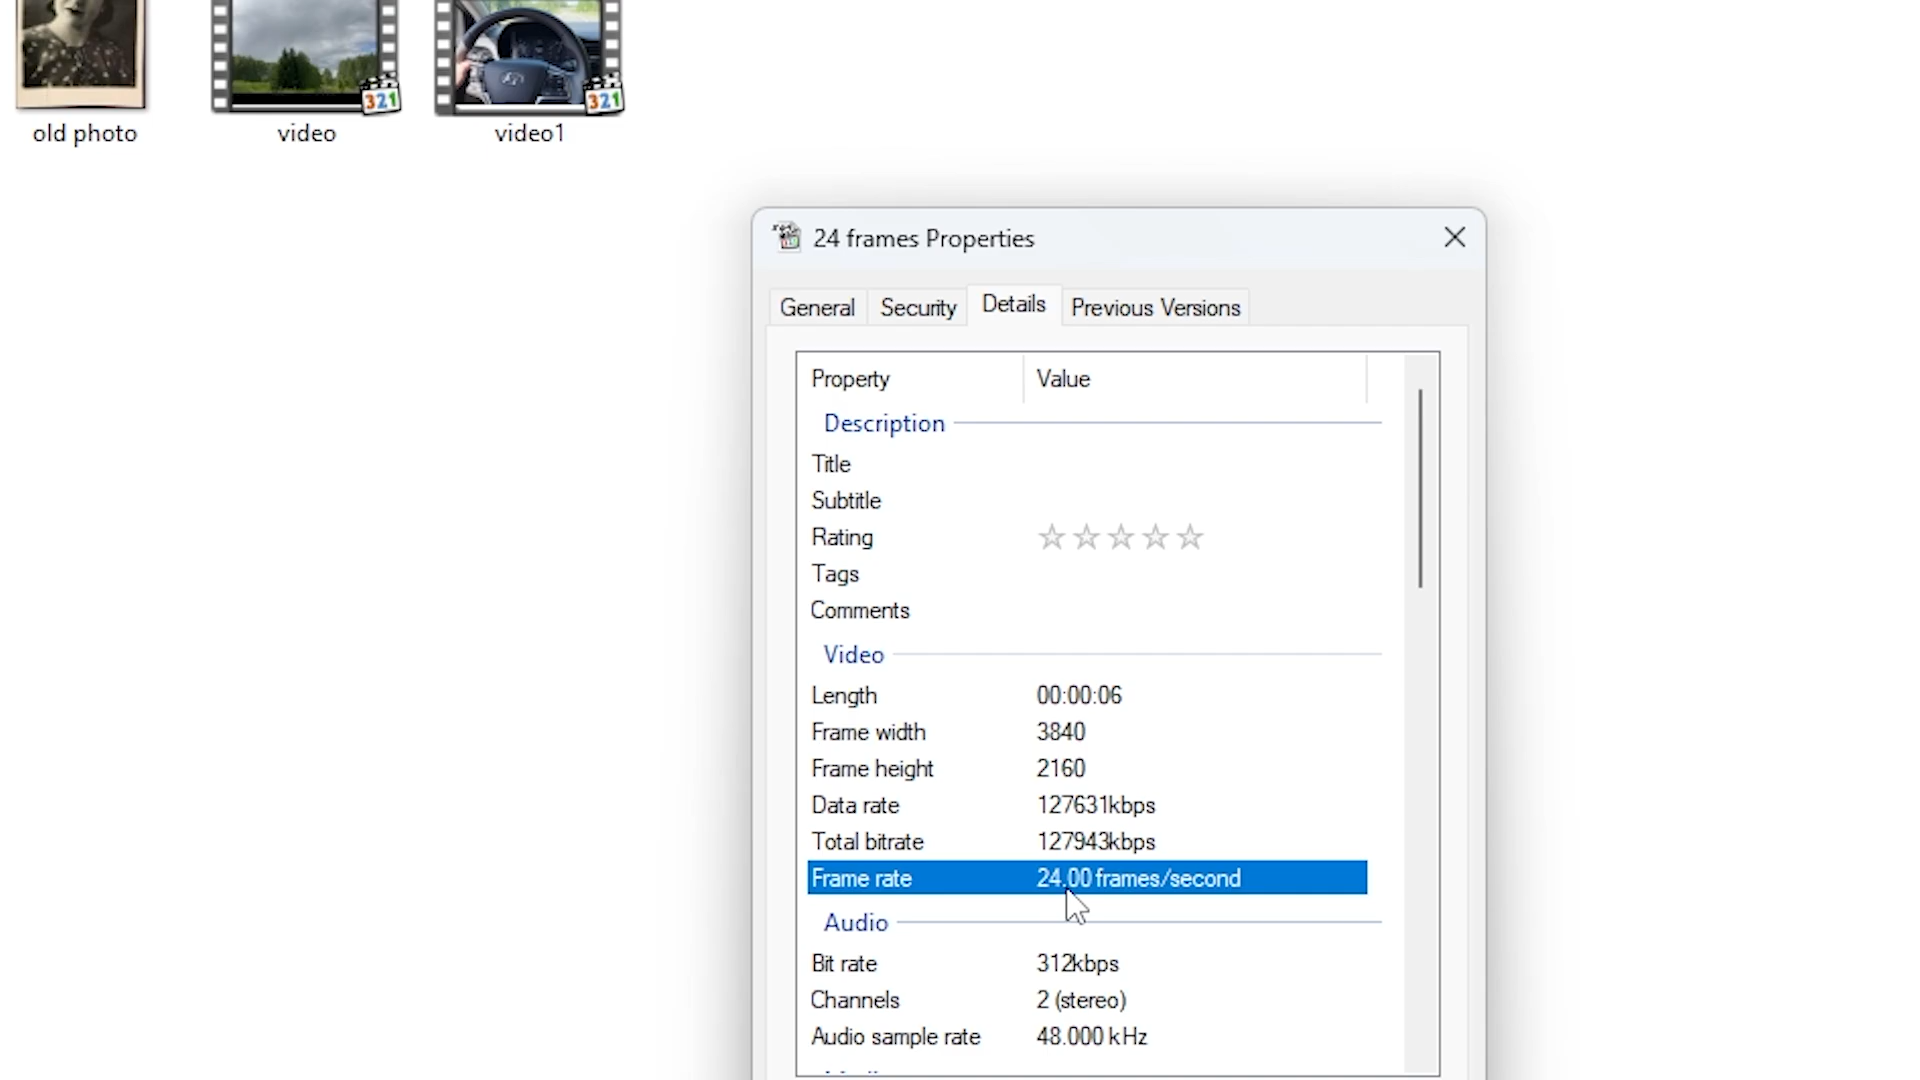 321
321
old photo
video
video1
24 frames Properties
General
Security
Details
Previous Versions
Property Value
Description
Title
Subtitle
Rating
Tags
Comments
Video
Length 00:00:06
Frame width 3840
Frame height 2160
Data rate 127631kbps
Total bitrate 127943kbps
Frame rate 24.00 frames/second
Audio
Bit rate 312kbps
Channels 2 (stereo)
Audio sample rate 48.000 kHz